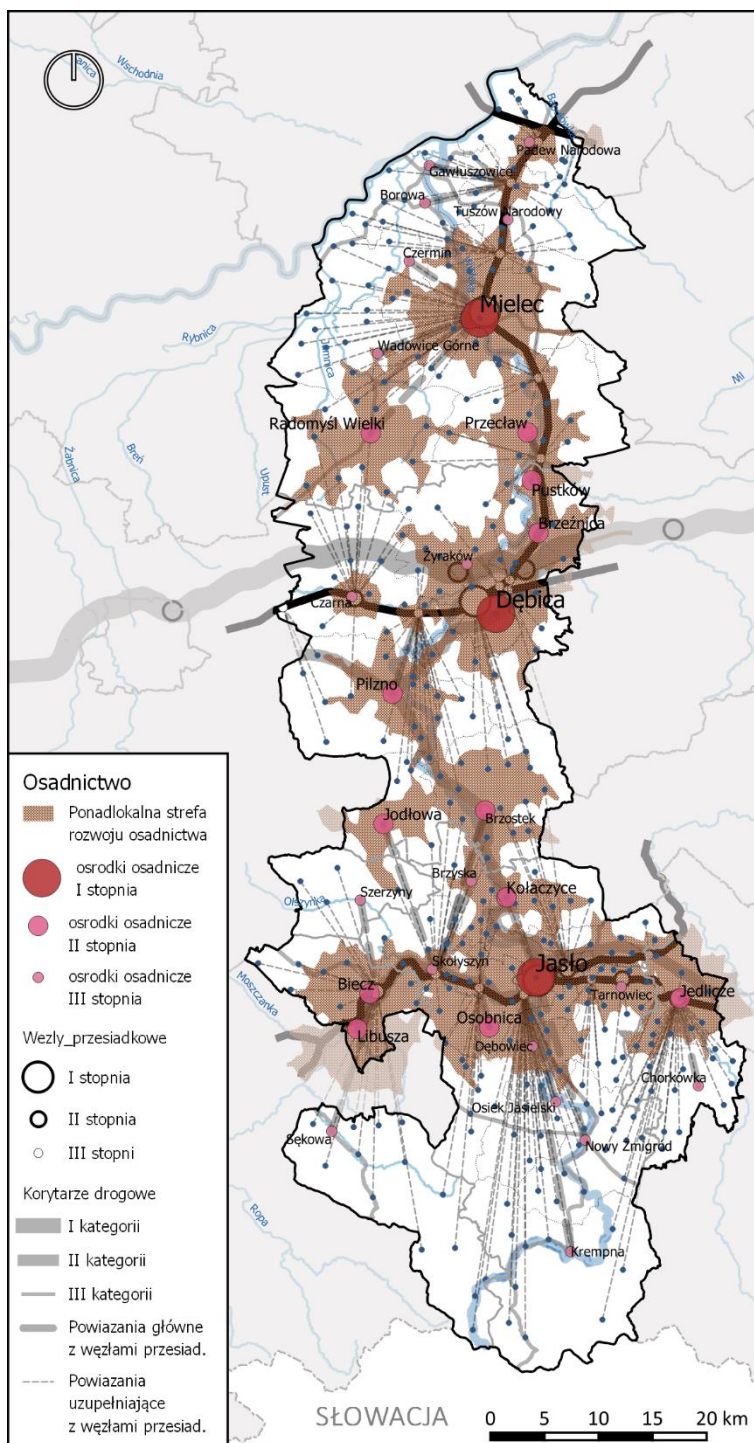 Wschodnia
Padew Narodowa
Gawłuszowice
Borowa
Tuszów Narodowy
Czermin
Mielec
Rybnica
Jamnica
Wadowice Górne
Radomyśl Wielki
Przecław
Żabnica
Breń
Upust
Pustków
Brzeźnica
Żyraków
Czarna
Dębica
Pilzno
Osadnictwo
Ponadlokalna strefa
rozwoju osadnictwa
osrodki osadnicze
I stopnia
osrodki osadnicze
II stopnia
osrodki osadnicze
III stopnia
Wezly_przesiadkowe
I stopnia
II stopnia
III stopni
Korytarze drogowe
I kategorii
II kategorii
III kategorii
Powiazania główne
z węzłami przesiad.
Powiazania
uzupełniające
z węzłami przesiad.
Jodłowa
Brzostek
Brzyska
Szerzyny
Kołaczyce
Olszynka
Skołyszyn
Jasło
Moszczanka
Biecz
Tarnowiec
Jedlicze
Libusza
Osobnica
Dębowiec
Chorkówka
Osiek Jasielski
Sękowa
Nowy Żmigród
Ropa
Krempna
SŁOWACJA
0 5 10 15 20 km